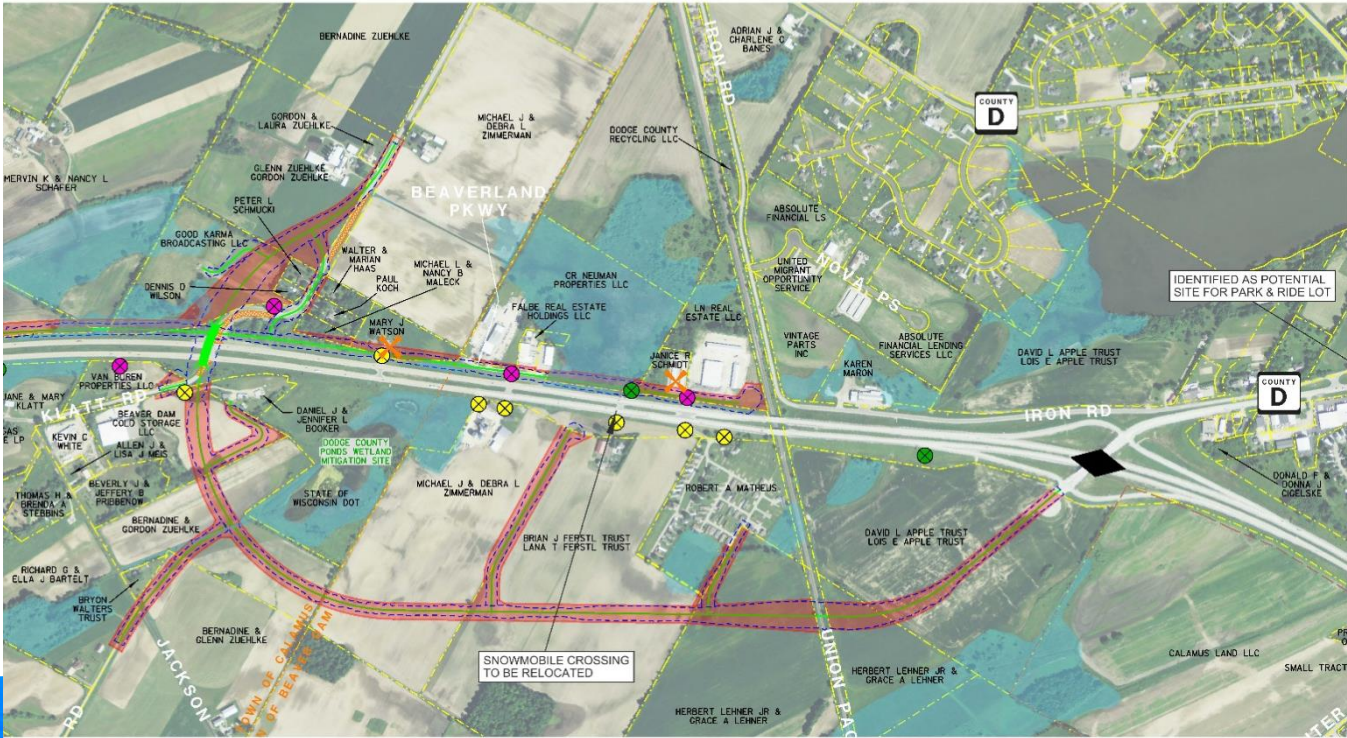 BERNADINE ZUEHLKE
ADRIAN J &
CHARLENE C
BANES
IRON RD
COUNTY
D
GORDON &
LAURA ZUEHLKE
MICHAEL J &
DEBRA L
ZIMMERMAN
DODGE COUNTY
RECYCLING LLC
GLENN ZUEHLKE
GORDON ZUEHLKE
MERVIN K & NANCY L
SCHAFER
BEAVERLAND
PKWY
PETER L
SCHMUCKI
ABSOLUTE
FINANCIAL LS
GOOD KARMA
BROADCASTING LLC
WALTER &
MARIAN
HAAS
MICHAEL L &
NANCY B
MALECK
CR NEUMAN
PROPERTIES LLC
UNITED
MIGRANT
OPPORTUNITY
SERVICE
NOVAL PS
IDENTIFIED AS POTENTIAL
SITE FOR PARK & RIDE LOT
DENNIS D
WILSON
PAUL
KOCH
FALBE REAL ESTATE
HOLDINGS LLC
LN REAL
ESTATE LLC
MARY J
WATSON
VINTAGE
PARTS
INC
ABSOLUTE
FINANCIAL LENDING
SERVICES LLC
JANICE R
SCHMIDT
KAREN
MARON
DAVID L APPLE TRUST
LOIS E APPLE TRUST
VAN BUREN
PROPERTIES LLC
COUNTY
D
JANE & MARY
KLATT
KLATT RD
IRON RD
BEAVER DAM
COLD STORAGE
LLC
DANIEL J &
JENNIFER L
BOOKER
KEVIN C
WHITE
ALLEN J &
LISA J MEIS
DODGE COUNTY
PONDS WETLAND
MITIGATION SITE
BEVERLY J &
JEFFERY B
PRIBBENOW
MICHAEL J & DEBRA L
ZIMMERMAN
ROBERT A MATHEUS
DONALD F &
DONNA J
CIGELSKE
THOMAS H &
BRENDA A
STEBBINS
STATE OF
WISCONSIN DOT
BERNADINE &
GORDON ZUEHLKE
BRIAN J FERSTL TRUST
LANA T FERSTL TRUST
DAVID L APPLE TRUST
LOIS E APPLE TRUST
RICHARD G &
ELLA J BARTELT
BRYON
WALTERS
TRUST
BERNADINE &
GLENN ZUEHLKE
TOWN OF CALAMUS
OF BEAVER DAM
JACKSON
RD
SNOWMOBILE CROSSING
TO BE RELOCATED
UNION PAC
HERBERT LEHNER JR &
GRACE A LEHNER
CALAMUS LAND LLC
SMALL TRACT
HERBERT LEHNER JR &
GRACE A LEHNER